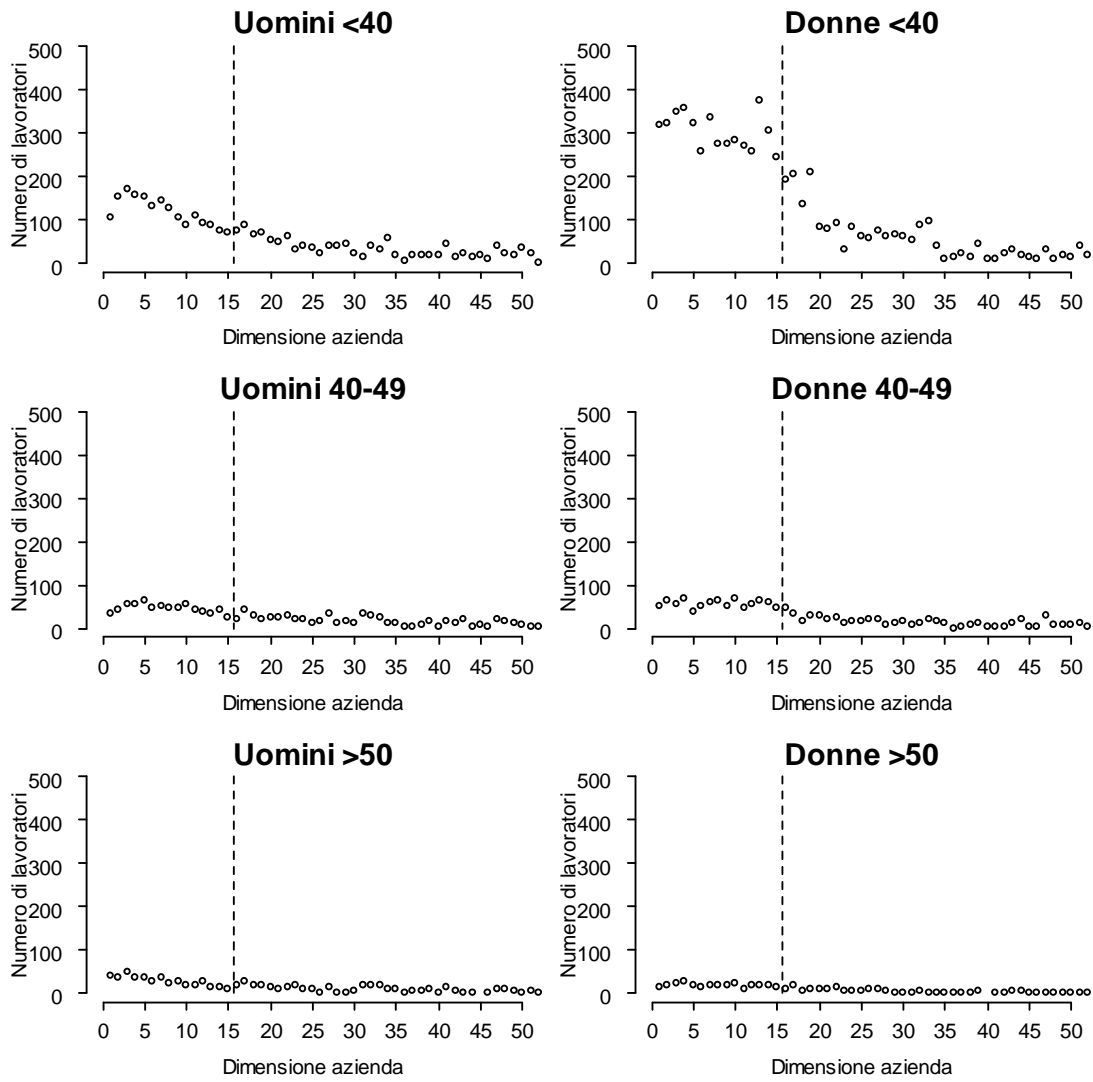 Uomini <40
Numero di lavoratori
500
400
300
200
100
0
0 5 10 15 20 25 30 35 40 45 50
Dimensione azienda
Donne <40
Numero di lavoratori
500
400
300
200
100
0
0 5 10 15 20 25 30 35 40 45 50
Dimensione azienda
Uomini 40-49
Numero di lavoratori
500
400
300
200
100
0
0 5 10 15 20 25 30 35 40 45 50
Dimensione azienda
Donne 40-49
Numero di lavoratori
500
400
300
200
100
0
0 5 10 15 20 25 30 35 40 45 50
Dimensione azienda
Uomini >50
Numero di lavoratori
500
400
300
200
100
0
0 5 10 15 20 25 30 35 40 45 50
Dimensione azienda
Donne >50
Numero di lavoratori
500
400
300
200
100
0
0 5 10 15 20 25 30 35 40 45 50
Dimensione azienda